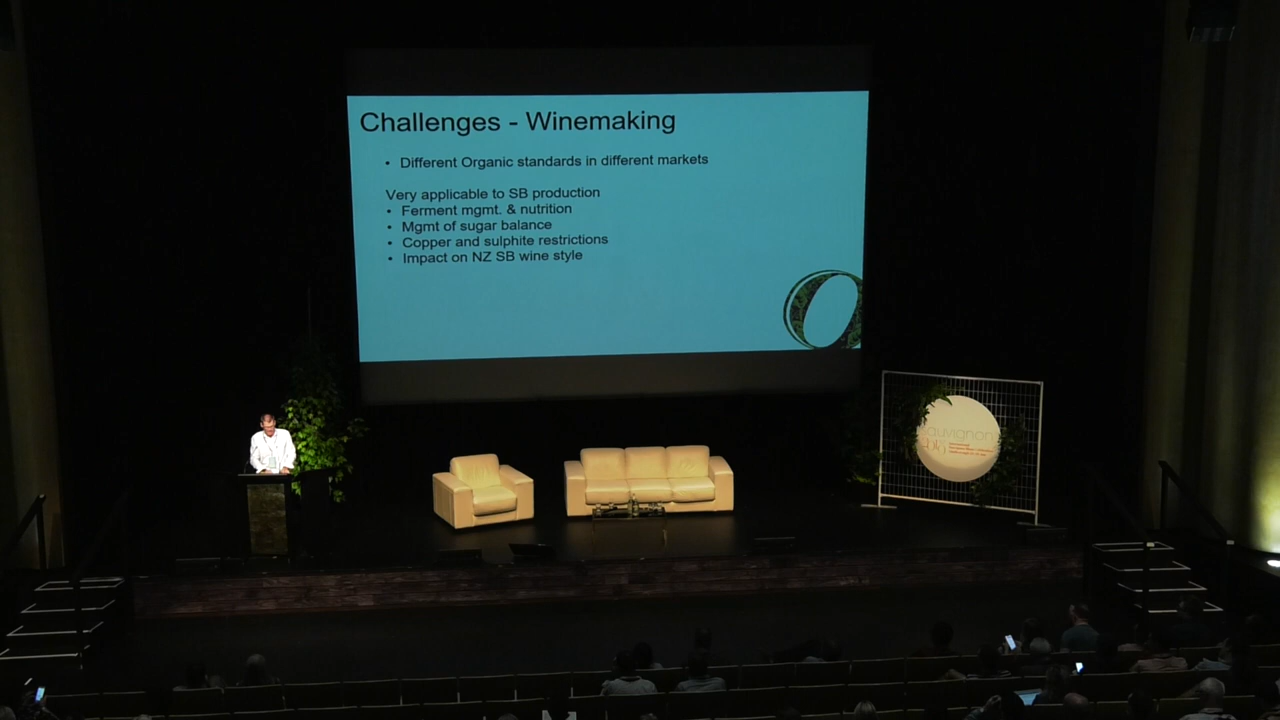 Challenges - Winemaking
• Different Organic standards in different markets
Very applicable to SB production
• Ferment mgmt. & nutrition
• Mgmt of sugar balance
• Copper and sulphite restrictions
• Impact on NZ SB wine style
sauvignon